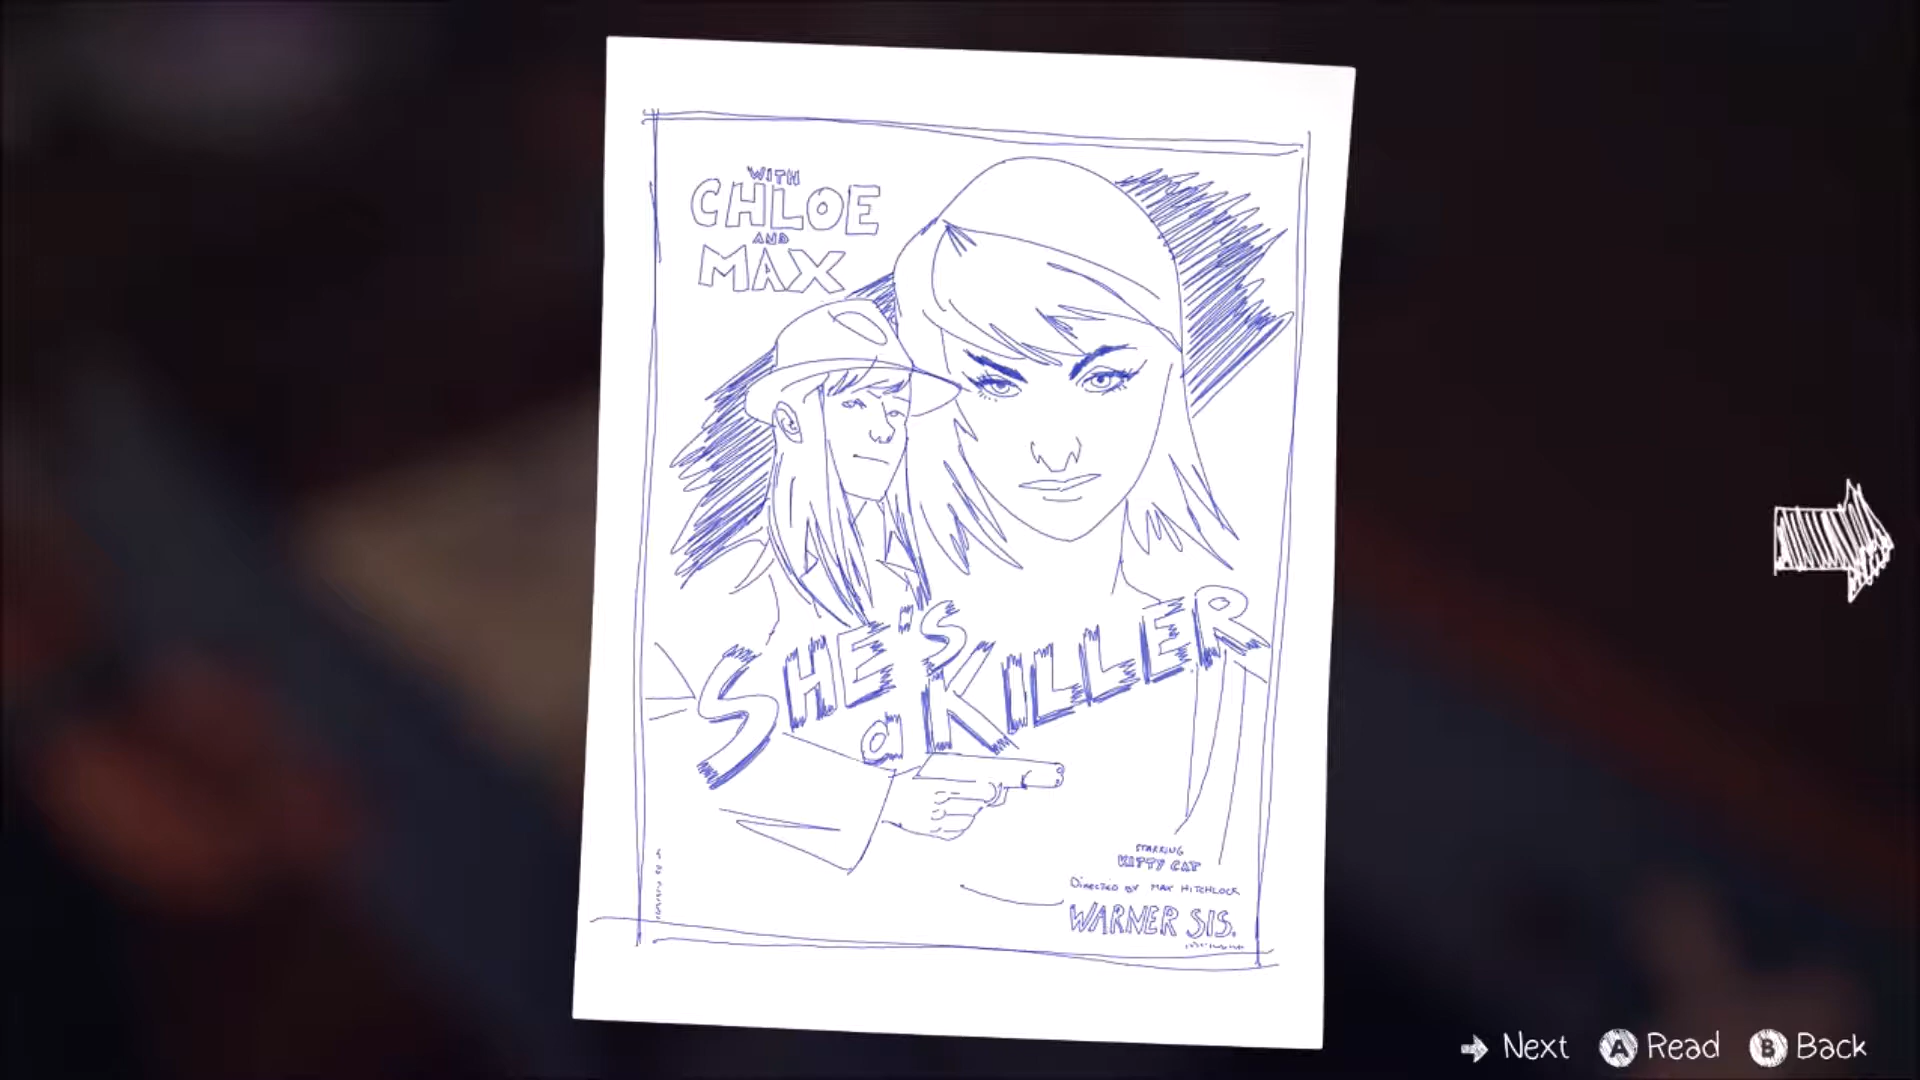 WITH
CHLOE
AND
MAX
SHE'S
a KILLER
STARRING
KITTY CAT
DIRECTED BY MAX HITCHLOCK
WARNER SIS.
Next
A Read
B Back